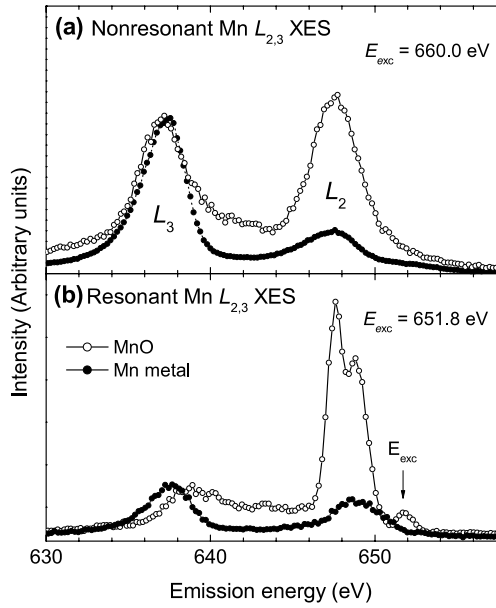 (a) Nonresonant Mn L2,3 XES
Eexc = 660.0 eV
L3
L2
(b) Resonant Mn L2,3 XES
Eexc = 651.8 eV
MnO
Mn metal
Eexc
630 640 650
Emission energy (eV)
Intensity (Arbitrary units)